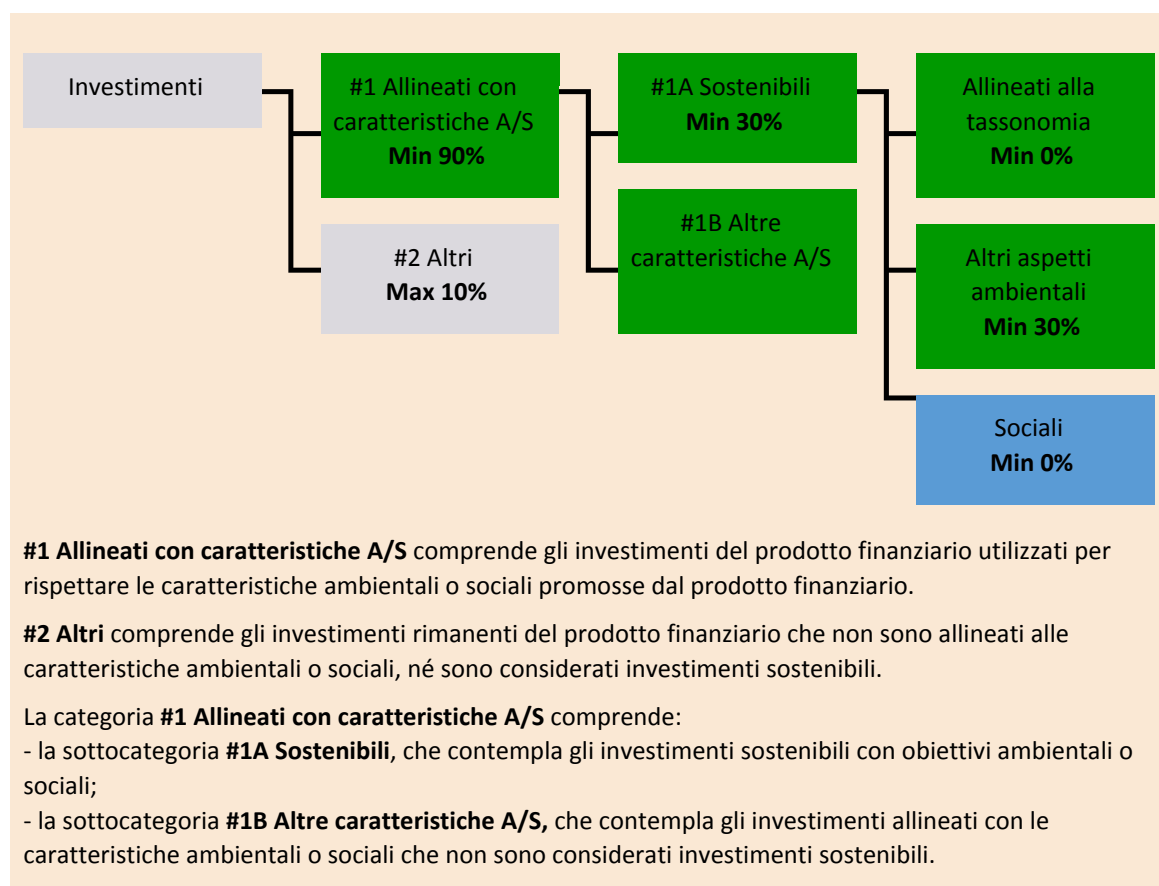 Investimenti
#1 Allineati con
caratteristiche A/S
Min 90%
#2 Altri
Max 10%
#1A Sostenibili
Min 30%
#1B Altre
caratteristiche A/S
Allineati alla
tassonomia
Min 0%
Altri aspetti
ambientali
Min 30%
Sociali
Min 0%
#1 Allineati con caratteristiche A/S comprende gli investimenti del prodotto finanziario utilizzati per
rispettare le caratteristiche ambientali o sociali promosse dal prodotto finanziario.
#2 Altri comprende gli investimenti rimanenti del prodotto finanziario che non sono allineati alle
caratteristiche ambientali o sociali, né sono considerati investimenti sostenibili.
La categoria #1 Allineati con caratteristiche A/S comprende:
- la sottocategoria #1A Sostenibili, che contempla gli investimenti sostenibili con obiettivi ambientali o
sociali;
- la sottocategoria #1B Altre caratteristiche A/S, che contempla gli investimenti allineati con le
caratteristiche ambientali o sociali che non sono considerati investimenti sostenibili.